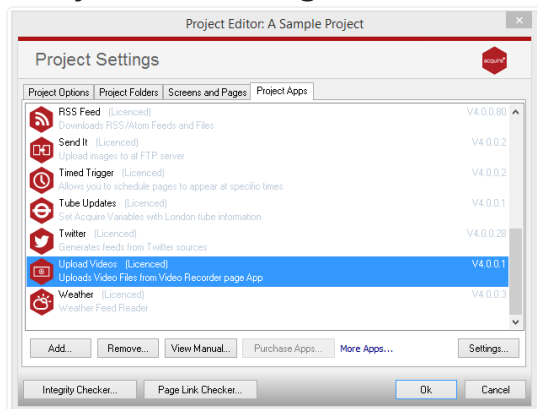 Project Editor: A Sample Project
Project Settings
acquire
Project Options Project Folders Screens and Pages Project Apps
RSS Feed (Licenced) V4.0.0.80
Downloads RSS/Atom Feeds and Files
Send It (Licenced) V4.0.0.2
Upload images to af FTP server
Timed Trigger (Licenced) V4.0.0.2
Allows you to schedule pages to appear at specific times
Tube Updates (Licenced) V4.0.0.1
Set Acquire Variables with London tube information
Twitter (Licenced) V4.0.0.28
Generates feeds from Twitter sources
Upload Videos (Licenced) V4.0.0.1
Uploads Video Files from Video Recorder page App
Weather (Licenced) V4.0.0.3
Weather Feed Reader
Add... Remove... View Manual... Purchase Apps... More Apps... Settings...
Integrity Checker... Page Link Checker... Ok Cancel